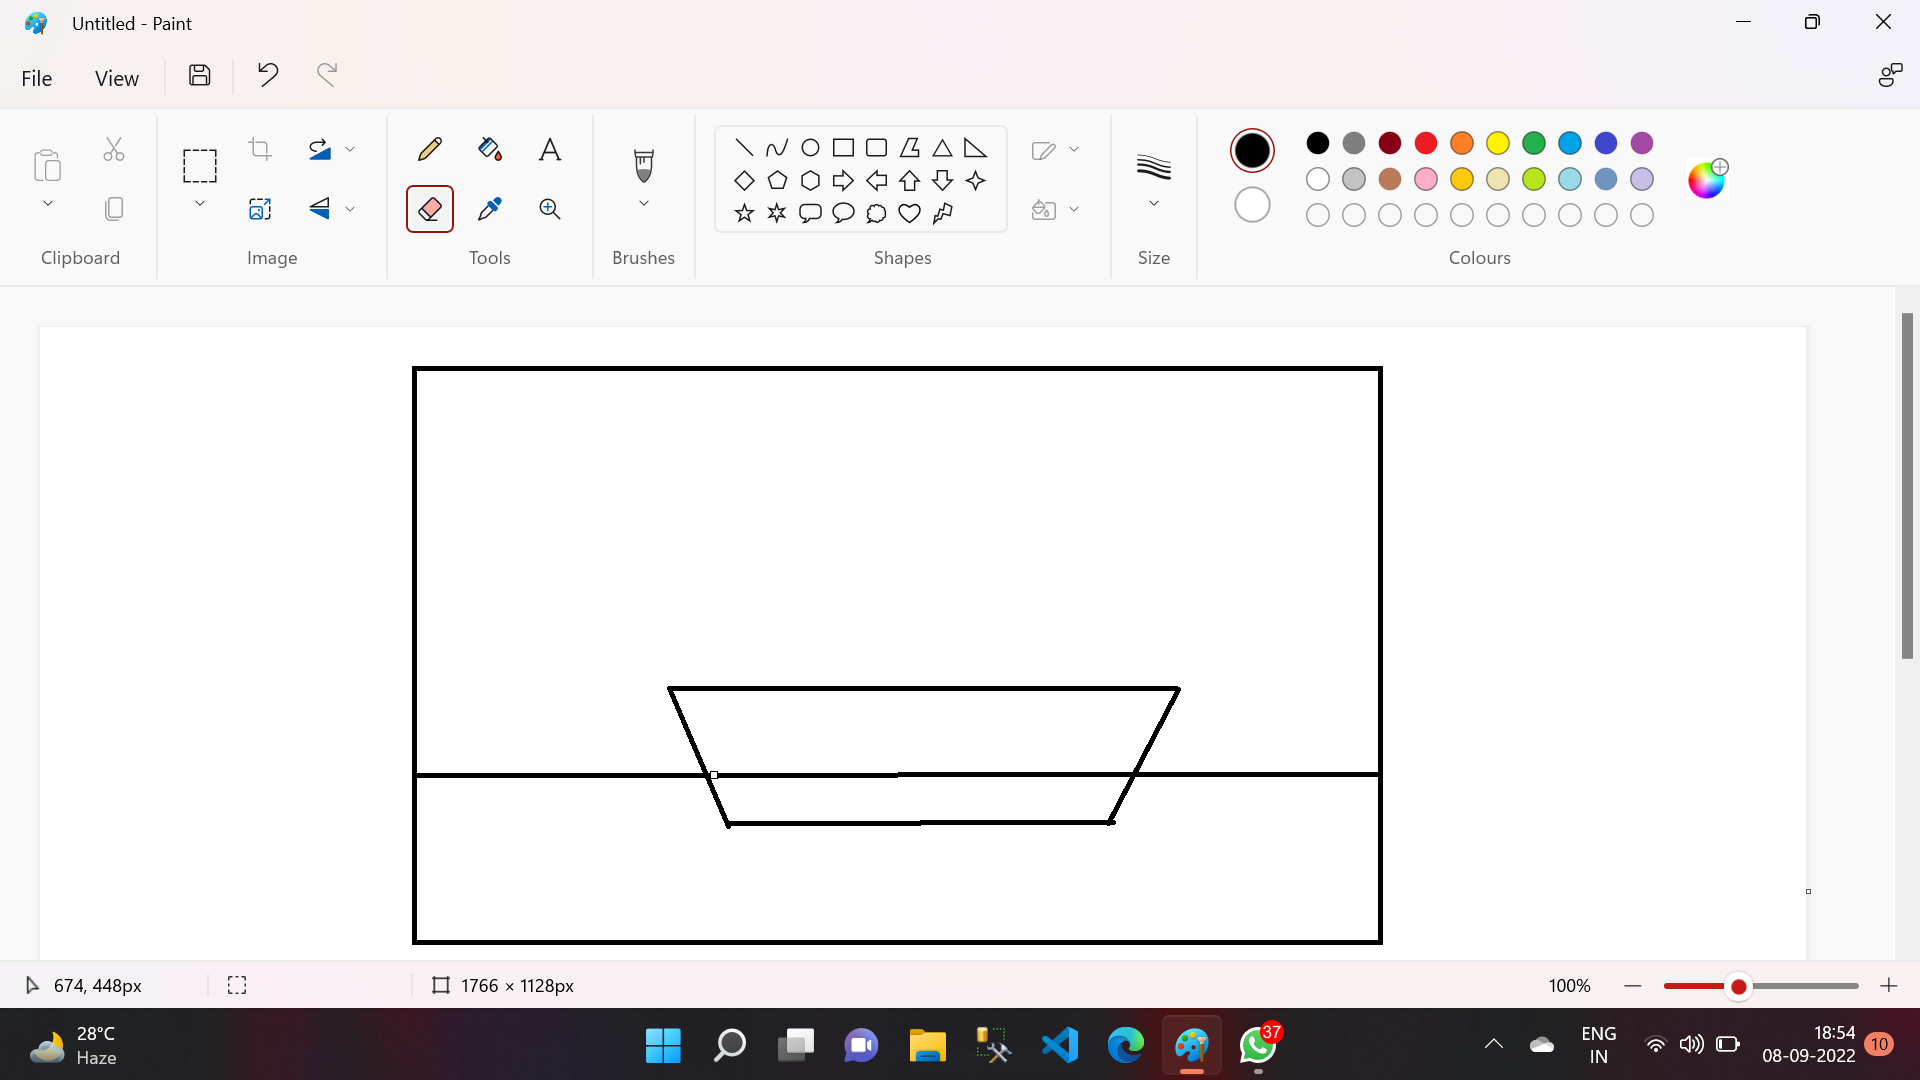 Untitled - Paint
File View
Clipboard Image Tools Brushes Shapes Size Colours
674, 448px 1766 × 1128px 100%
28°C
Haze
37
ENG
IN
18:54
08-09-2022
10